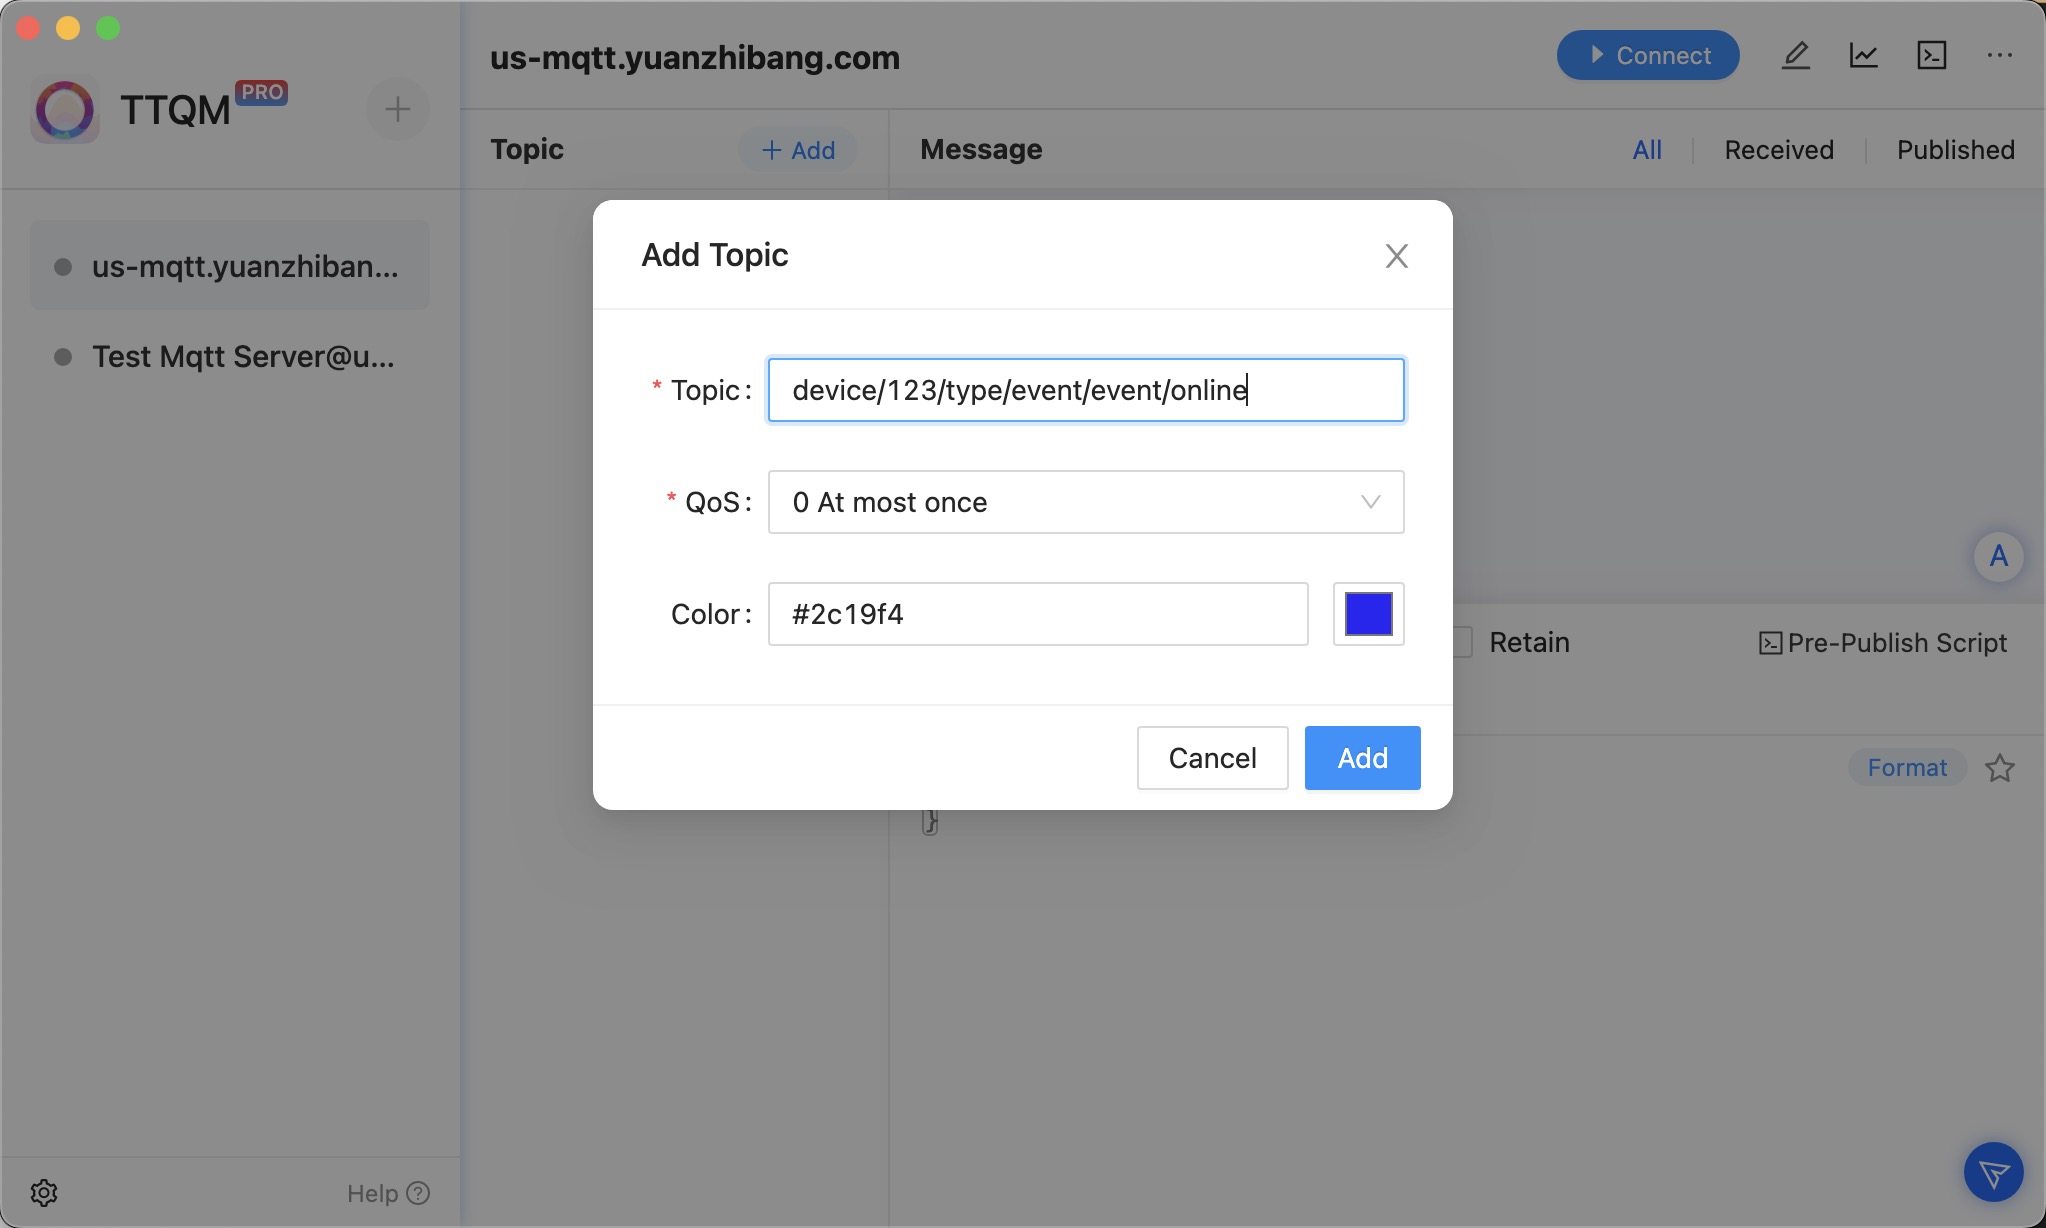 TTQM PRO
us-mqtt.yuanzhiban...
Test Mqtt Server@u...
Help
us-mqtt.yuanzhibang.com
Connect
Topic
+ Add
Message
All
Received
Published
Add Topic
* Topic: device/123/type/event/event/online
* QoS: 0 At most once
Color: #2c19f4
Cancel
Add
A
Retain
Pre-Publish Script
Format
}